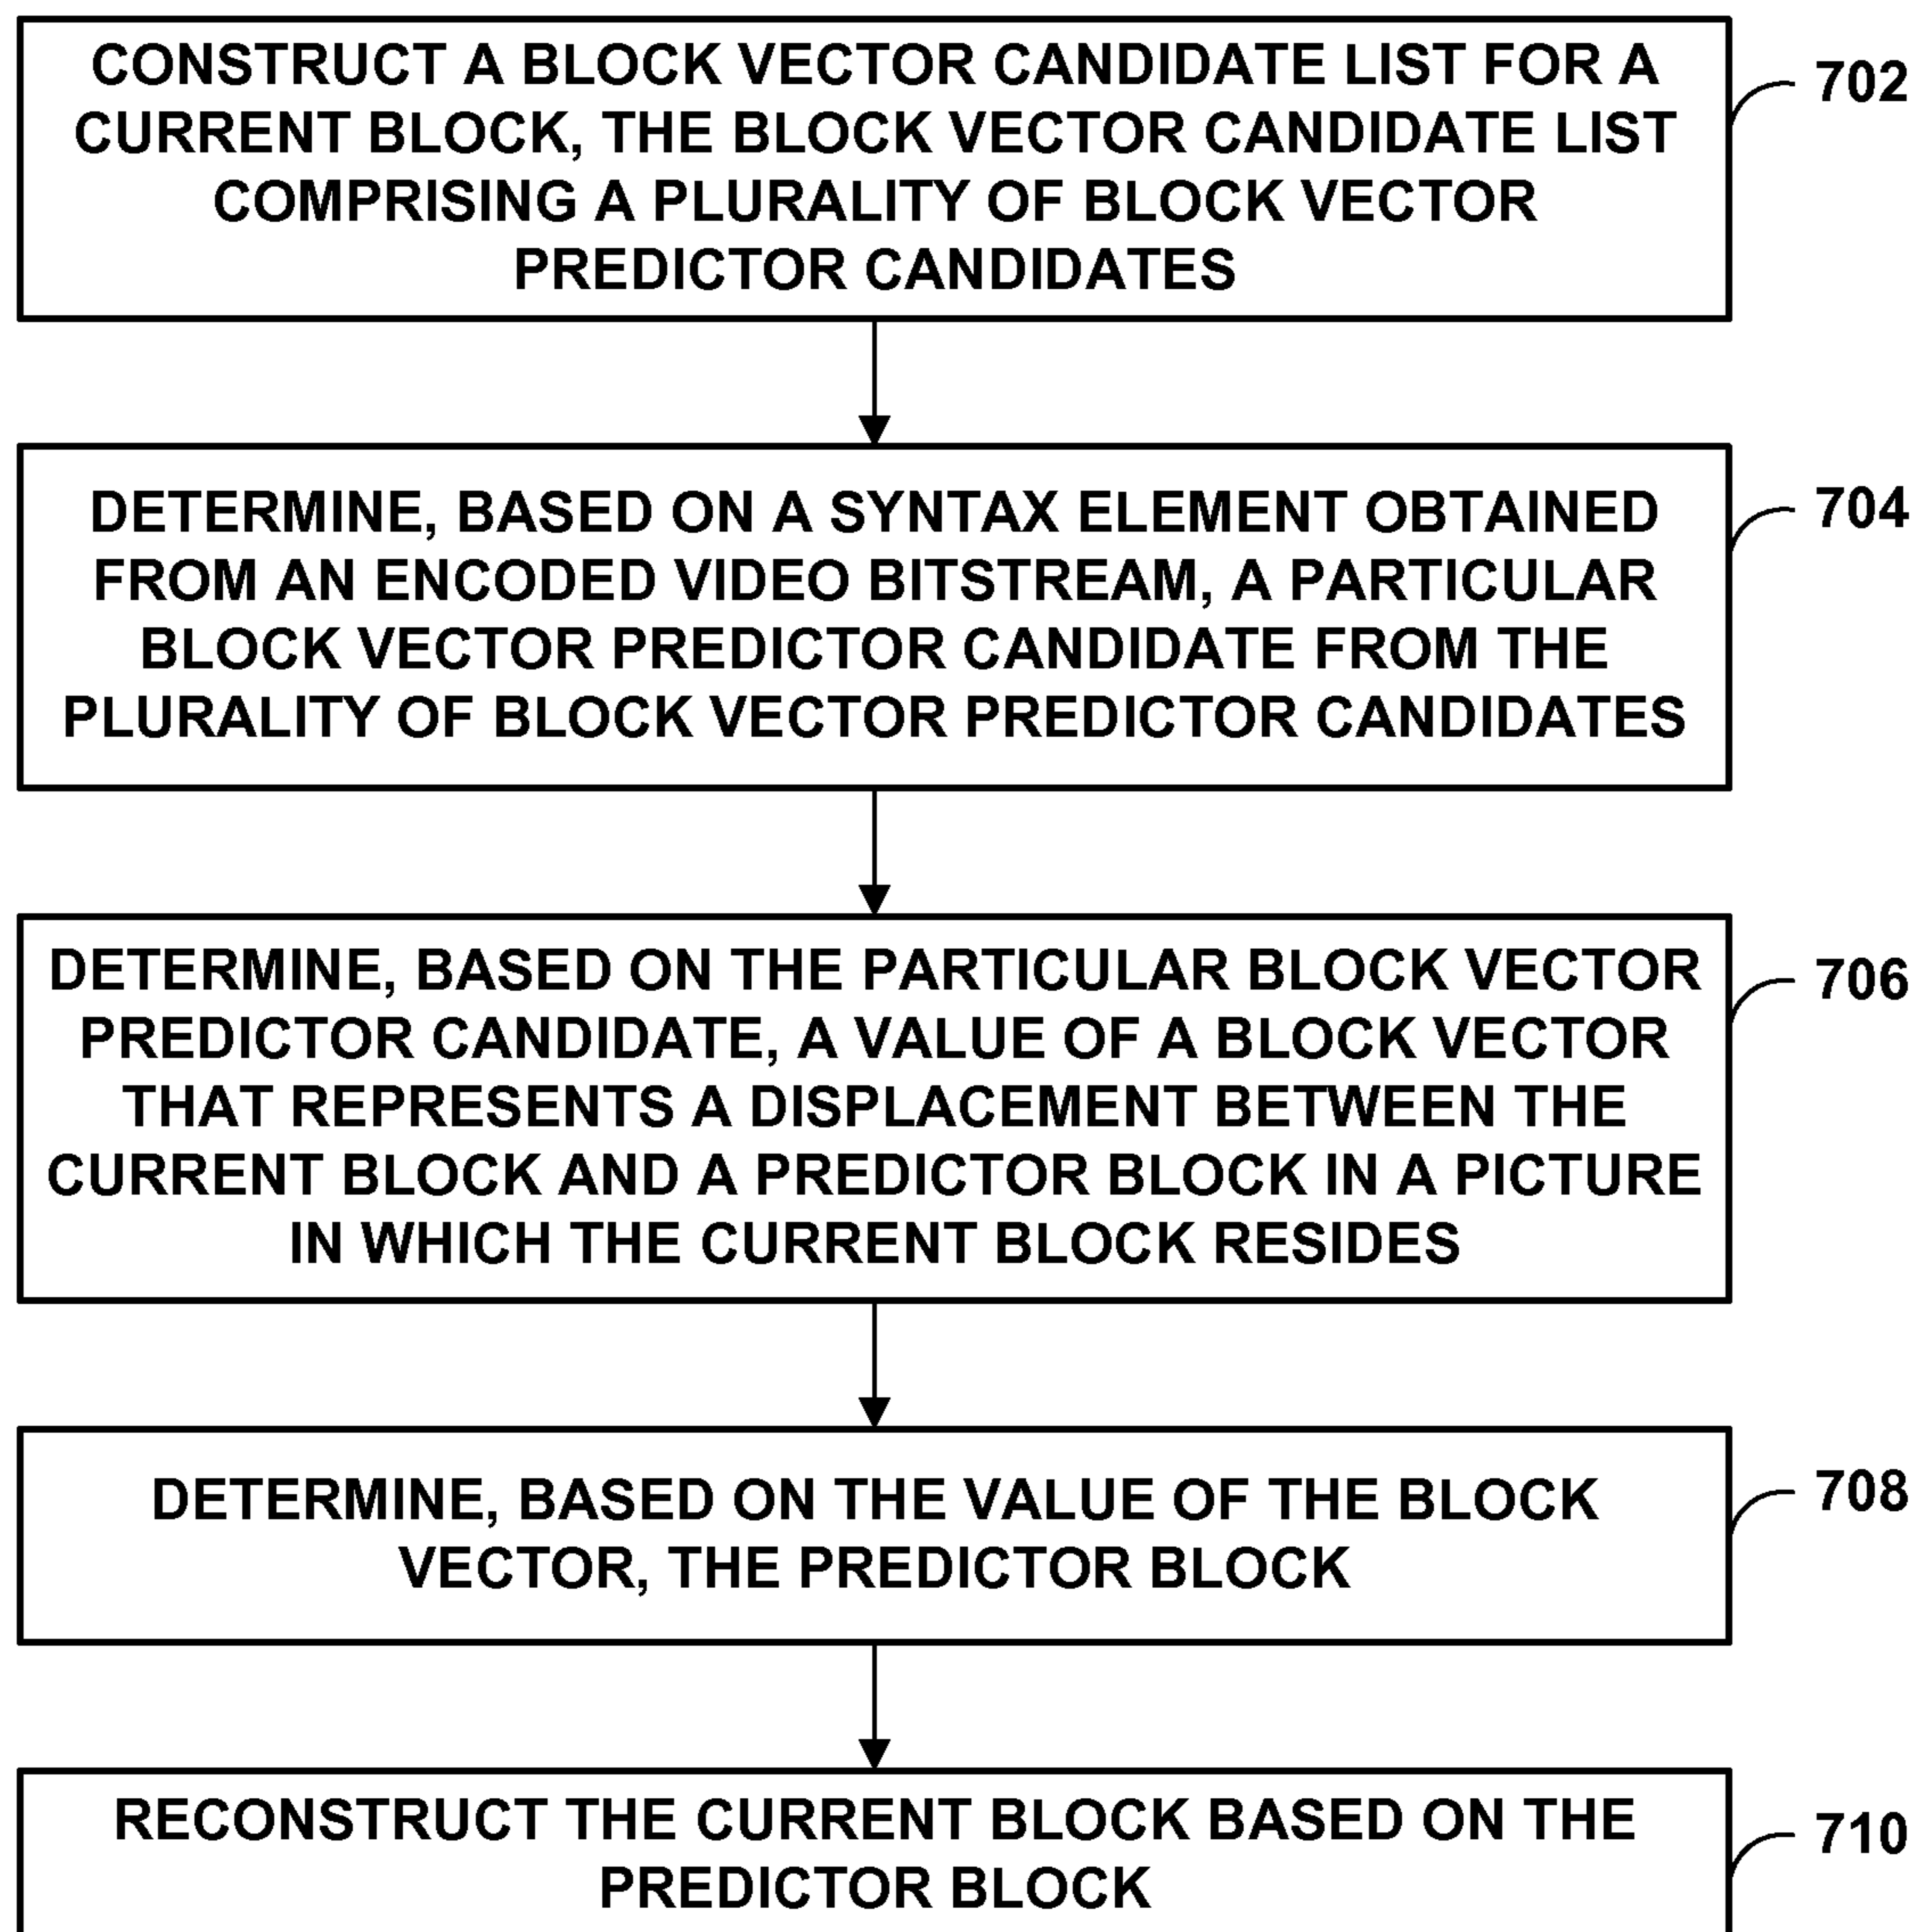 CONSTRUCT A BLOCK VECTOR CANDIDATE LIST FOR A
CURRENT BLOCK, THE BLOCK VECTOR CANDIDATE LIST
COMPRISING A PLURALITY OF BLOCK VECTOR
PREDICTOR CANDIDATES
702
DETERMINE, BASED ON A SYNTAX ELEMENT OBTAINED
FROM AN ENCODED VIDEO BITSTREAM, A PARTICULAR
BLOCK VECTOR PREDICTOR CANDIDATE FROM THE
PLURALITY OF BLOCK VECTOR PREDICTOR CANDIDATES
704
DETERMINE, BASED ON THE PARTICULAR BLOCK VECTOR
PREDICTOR CANDIDATE, A VALUE OF A BLOCK VECTOR
THAT REPRESENTS A DISPLACEMENT BETWEEN THE
CURRENT BLOCK AND A PREDICTOR BLOCK IN A PICTURE
IN WHICH THE CURRENT BLOCK RESIDES
706
DETERMINE, BASED ON THE VALUE OF THE BLOCK
VECTOR, THE PREDICTOR BLOCK
708
RECONSTRUCT THE CURRENT BLOCK BASED ON THE
PREDICTOR BLOCK
710